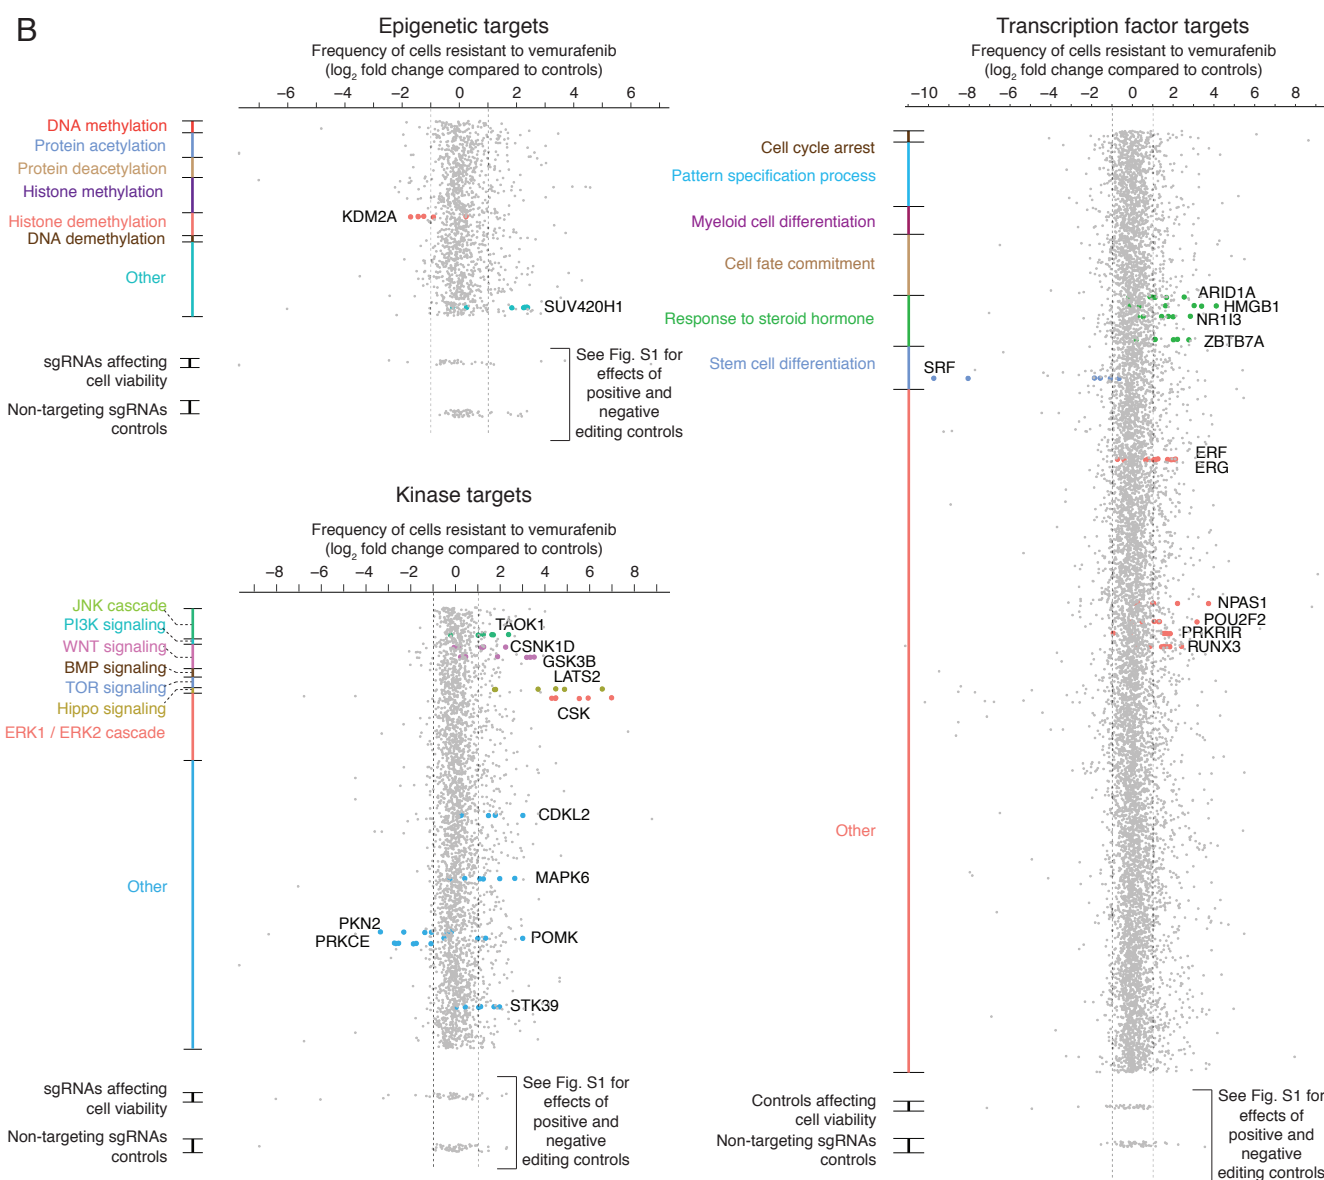 B
Epigenetic targets
Frequency of cells resistant to vemurafenib
(log2 fold change compared to controls)
−6 −4 −2 0 2 4 6
DNA methylation
Protein acetylation
Protein deacetylation
Histone methylation
Histone demethylation
DNA demethylation
Other
KDM2A
SUV420H1
sgRNAs affecting
cell viability
Non-targeting sgRNAs
controls
See Fig. S1 for
effects of
positive and
negative
editing controls
Kinase targets
Frequency of cells resistant to vemurafenib
(log2 fold change compared to controls)
−8 −6 −4 −2 0 2 4 6 8
JNK cascade
PI3K signaling
WNT signaling
BMP signaling
TOR signaling
Hippo signaling
ERK1 / ERK2 cascade
Other
TAOK1
CSNK1D
GSK3B
LATS2
CSK
CDKL2
MAPK6
PKN2
PRKCE
POMK
STK39
sgRNAs affecting
cell viability
Non-targeting sgRNAs
controls
See Fig. S1 for
effects of
positive and
negative
editing controls
Transcription factor targets
Frequency of cells resistant to vemurafenib
(log2 fold change compared to controls)
−10 −8 −6 −4 −2 0 2 4 6 8
Cell cycle arrest
Pattern specification process
Myeloid cell differentiation
Cell fate commitment
Response to steroid hormone
Stem cell differentiation
Other
ARID1A
HMGB1
NR1I3
ZBTB7A
SRF
ERF
ERG
NPAS1
POU2F2
PRKRIR
RUNX3
Controls affecting
cell viability
Non-targeting sgRNAs
controls
See Fig. S1 for
effects of
positive and
negative
editing controls